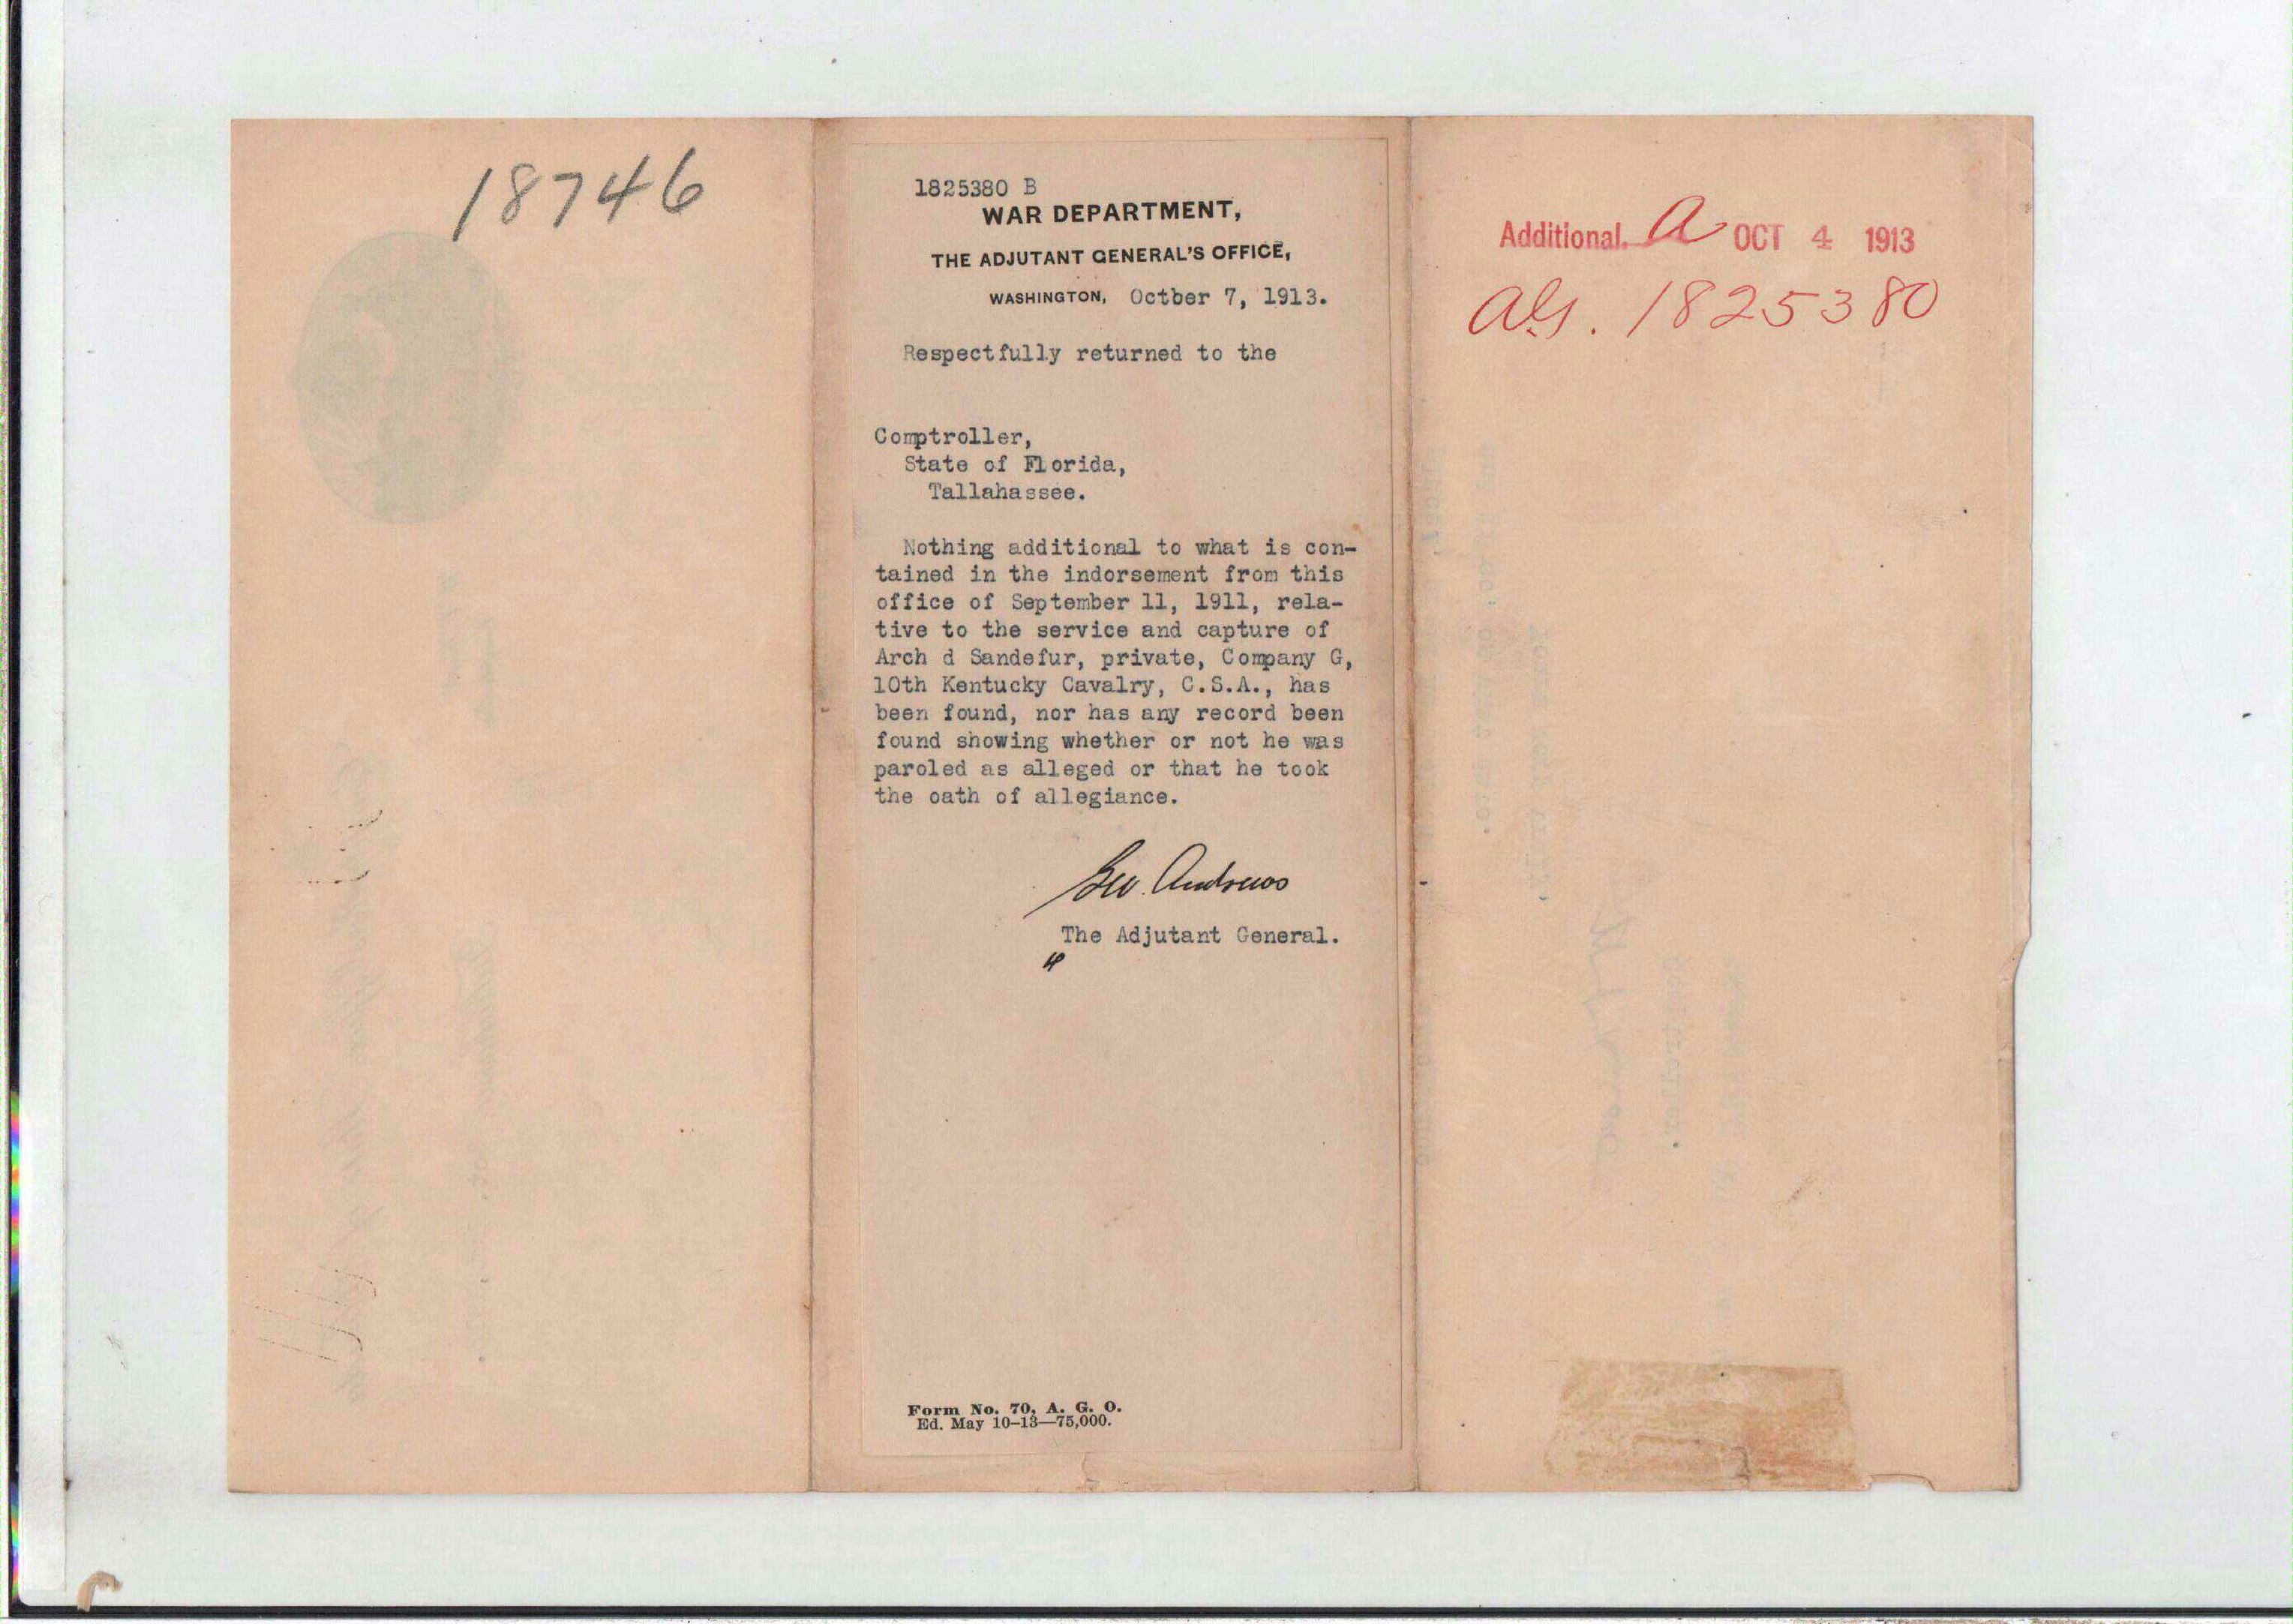 18746
1825380 B
WAR DEPARTMENT,
THE ADJUTANT GENERAL'S OFFICE,
WASHINGTON, Octber 7, 1913.
Respectfully returned to the
Comptroller,
State of Florida,
Tallahassee.
Nothing additional to what is con-
tained in the indorsement from this
office of September 11, 1911, rela-
tive to the service and capture of
Arch d Sandefur, private, Company G,
10th Kentucky Cavalry, C.S.A., has
been found, nor has any record been
found showing whether or not he was
paroled as alleged or that he took
the oath of allegiance.
Geo. Andrews
The Adjutant General.
Form No. 70, A. G. O.
Ed. May 10-13—75,000.
Additional. A OCT 4 1913
1825380